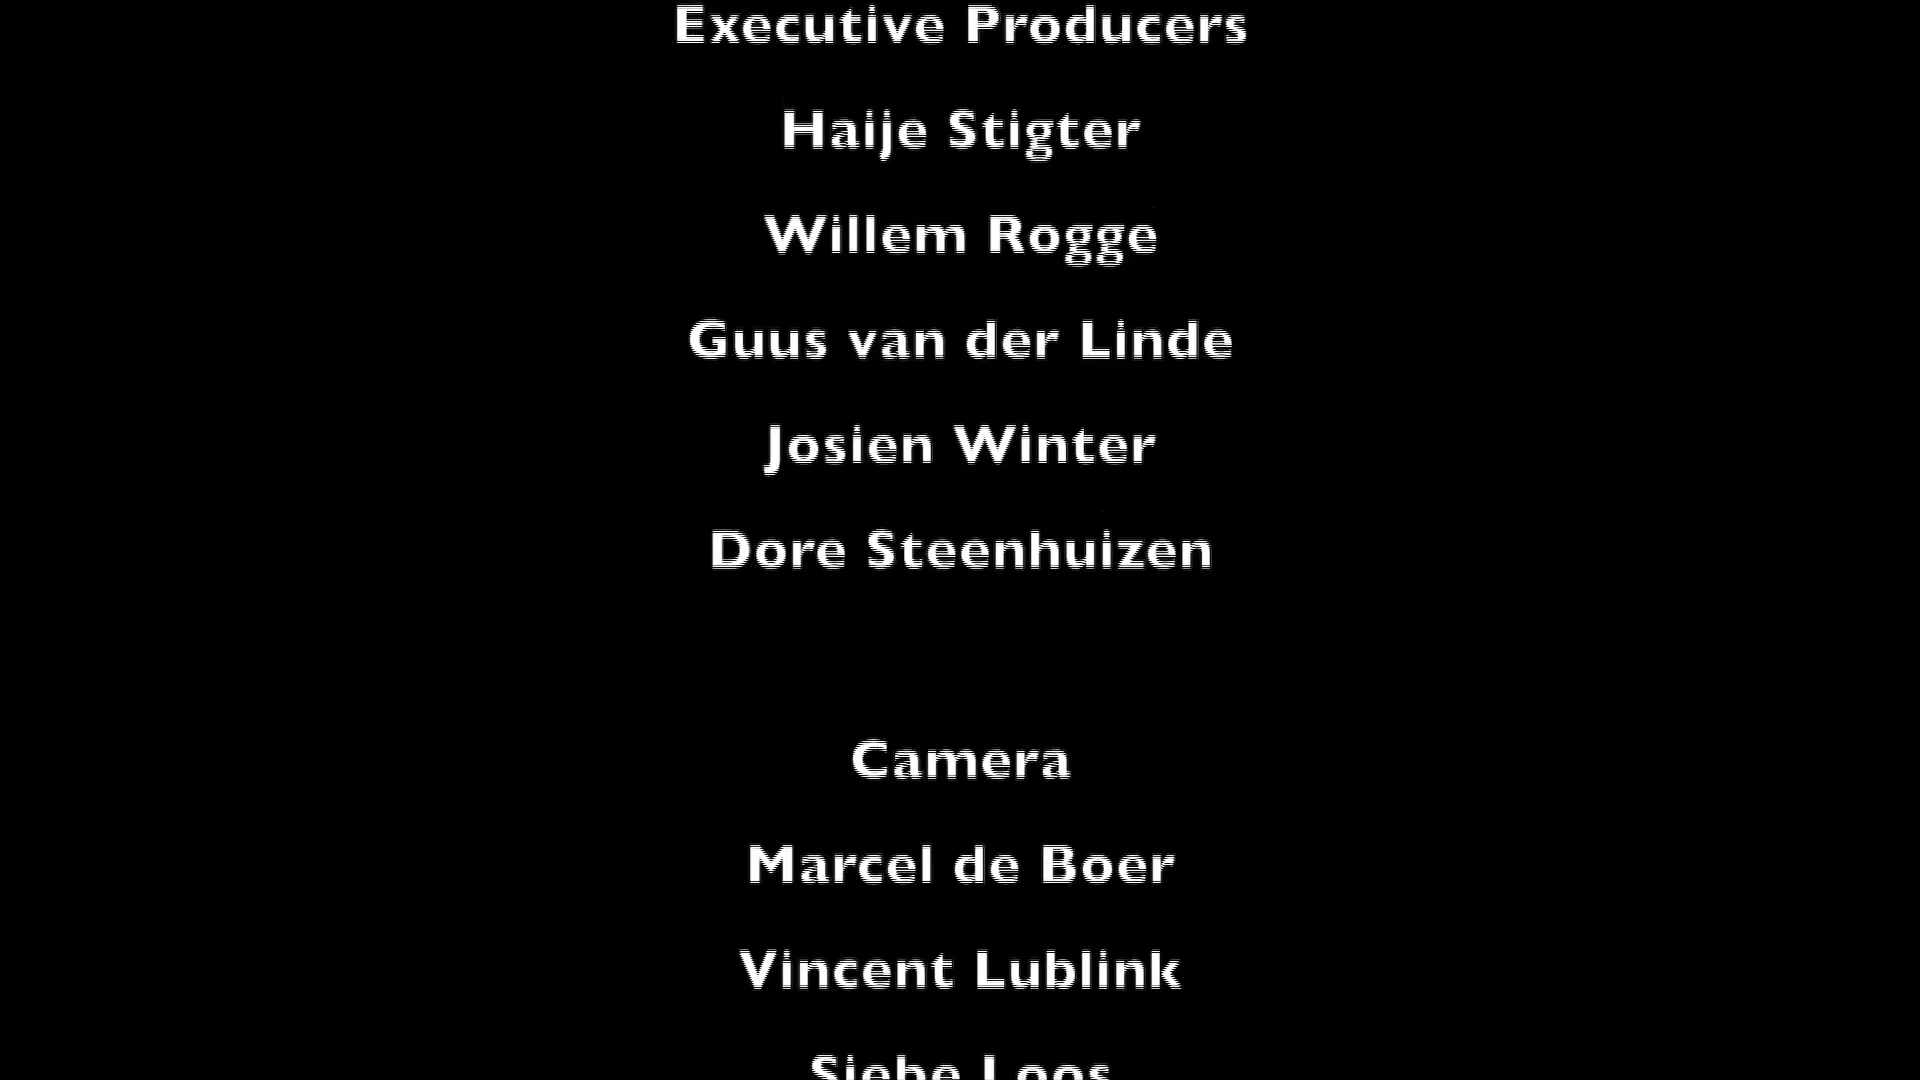 Executive Producers
Haije Stigter
Willem Rogge
Guus van der Linde
Josien Winter
Dore Steenhuizen
Camera
Marcel de Boer
Vincent Lublink
Siebe Loos